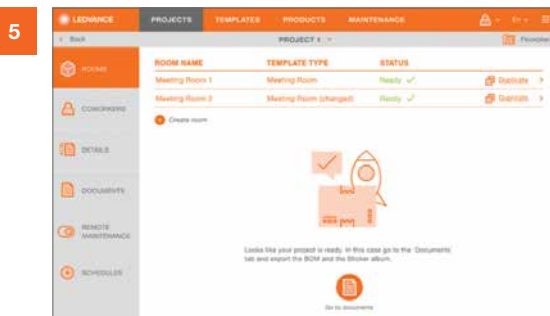 5
LEDVANCE PROJECTS TEMPLATES PRODUCTS MAINTENANCE En
< Back PROJECT 1 Floorplan
ROOMS
COWORKERS
DETAILS
DOCUMENTS
REMOTE MAINTENANCE
SCHEDULES
ROOM NAME TEMPLATE TYPE STATUS
Meeting Room 1 Meeting Room Ready ✓ Duplicate >
Meeting Room 2 Meeting Room (changed) Ready ✓ Duplicate >
+ Create room
Looks like your project is ready. In this case go to the 'Documents'
tab and export the BOM and the Sticker album.
Go to documents